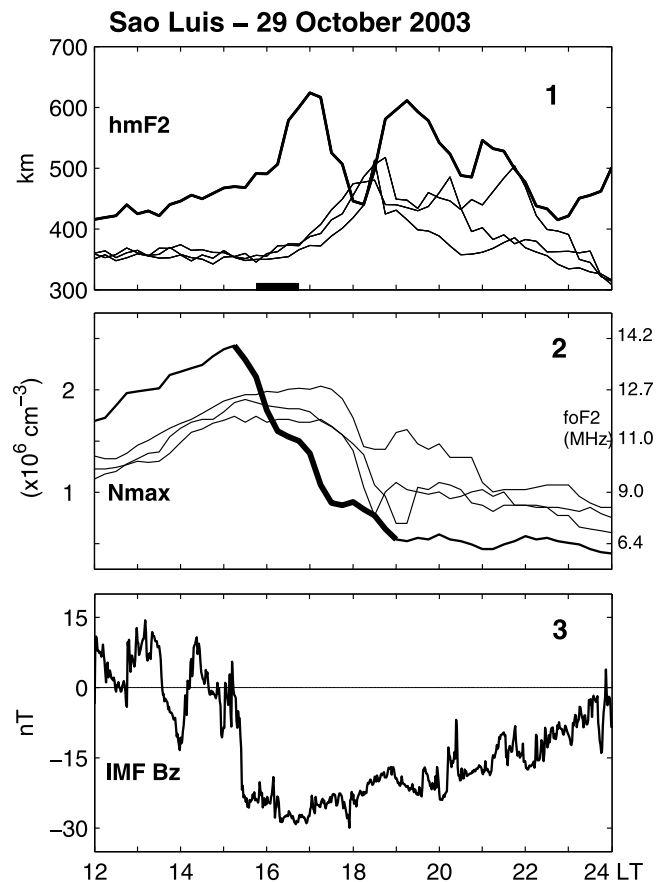 Sao Luis – 29 October 2003
700
600
500
400
300
km
hmF2
1
2
1
(x10⁶ cm⁻³)
Nmax
2
14.2
12.7
11.0
9.0
6.4
foF2
(MHz)
15
0
−15
−30
nT
IMF Bz
3
12 14 16 18 20 22 24 LT